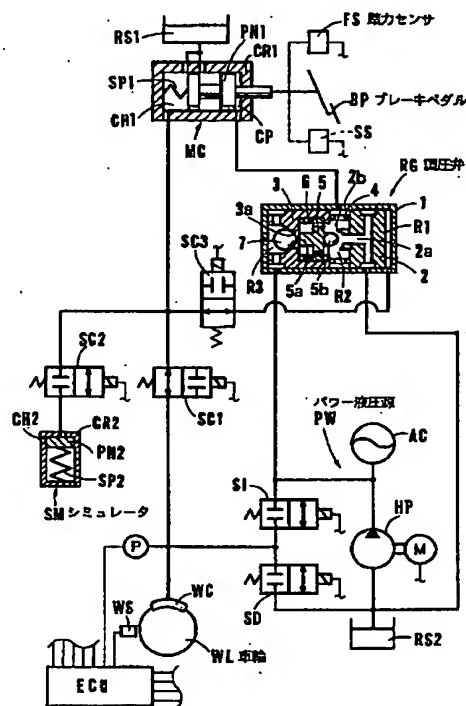 FS 踏力センサ
RS1
PN1
CR1
SP1
BP ブレーキペダル
CH1
CP
SS
MC
RG 調圧弁
6 5 2b
3 4
3a 1
R1
7
2a
SC3
R3 5a 5b R2 2
SC2
CH2 CR2
SC1
パワー液圧源
PW
AC
PN2
SP2
SI
HP
SM シミュレータ
P
M
WC
SD
WS
RS2
WL 車輪
ECU